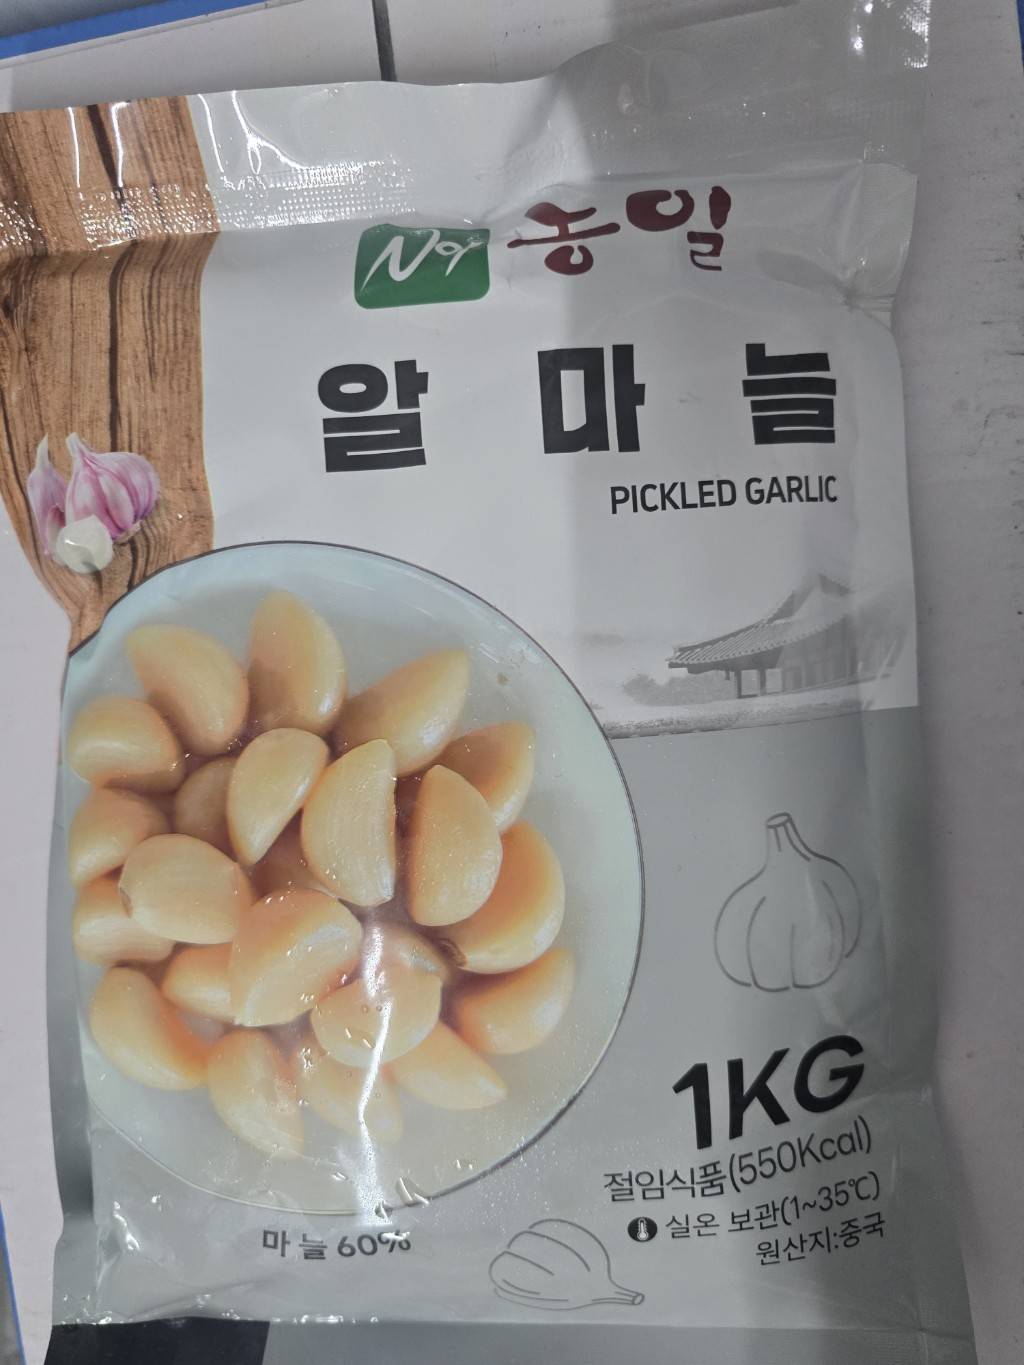 농일
알마늘
PICKLED GARLIC
1KG
절임식품(550Kcal)
실온 보관(1~35℃)
원산지:중국
마늘 60%